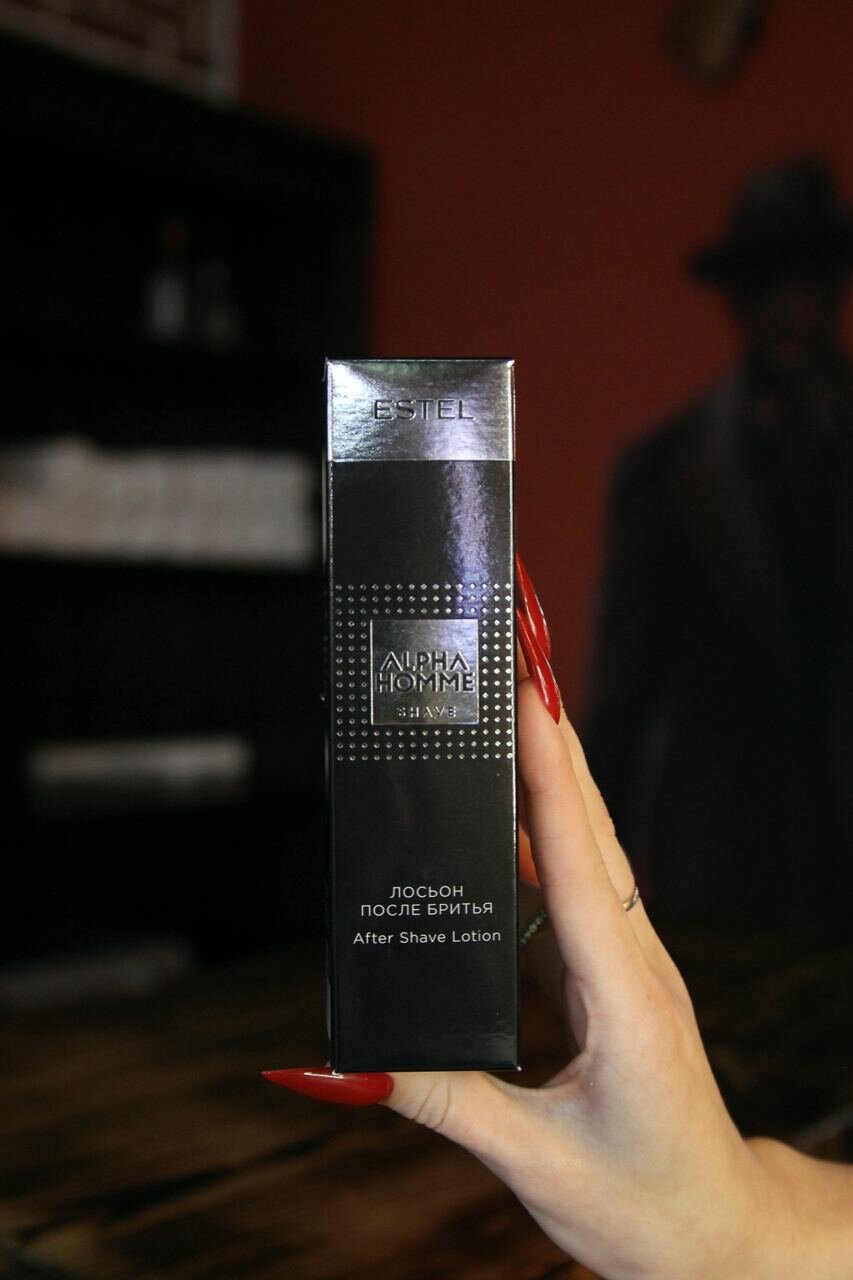 ESTEL
ALPHA
HOMME
SHAVE
ЛОСЬОН
ПОСЛЕ БРИТЬЯ
After Shave Lotion